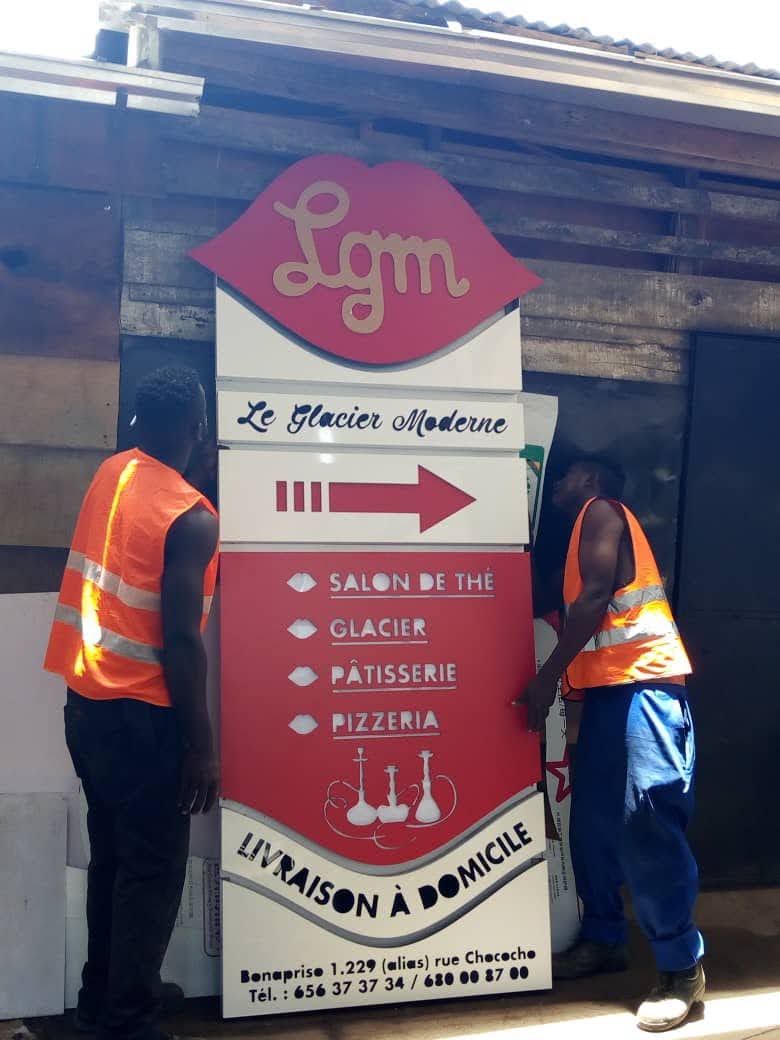 Lgm
Le Glacier Moderne
SALON DE THÉ
GLACIER
PÂTISSERIE
PIZZERIA
LIVRAISON À DOMICILE
Bonapriso 1.229 (alias) rue Chococho
Tél. : 656 37 37 34 / 680 00 87 00